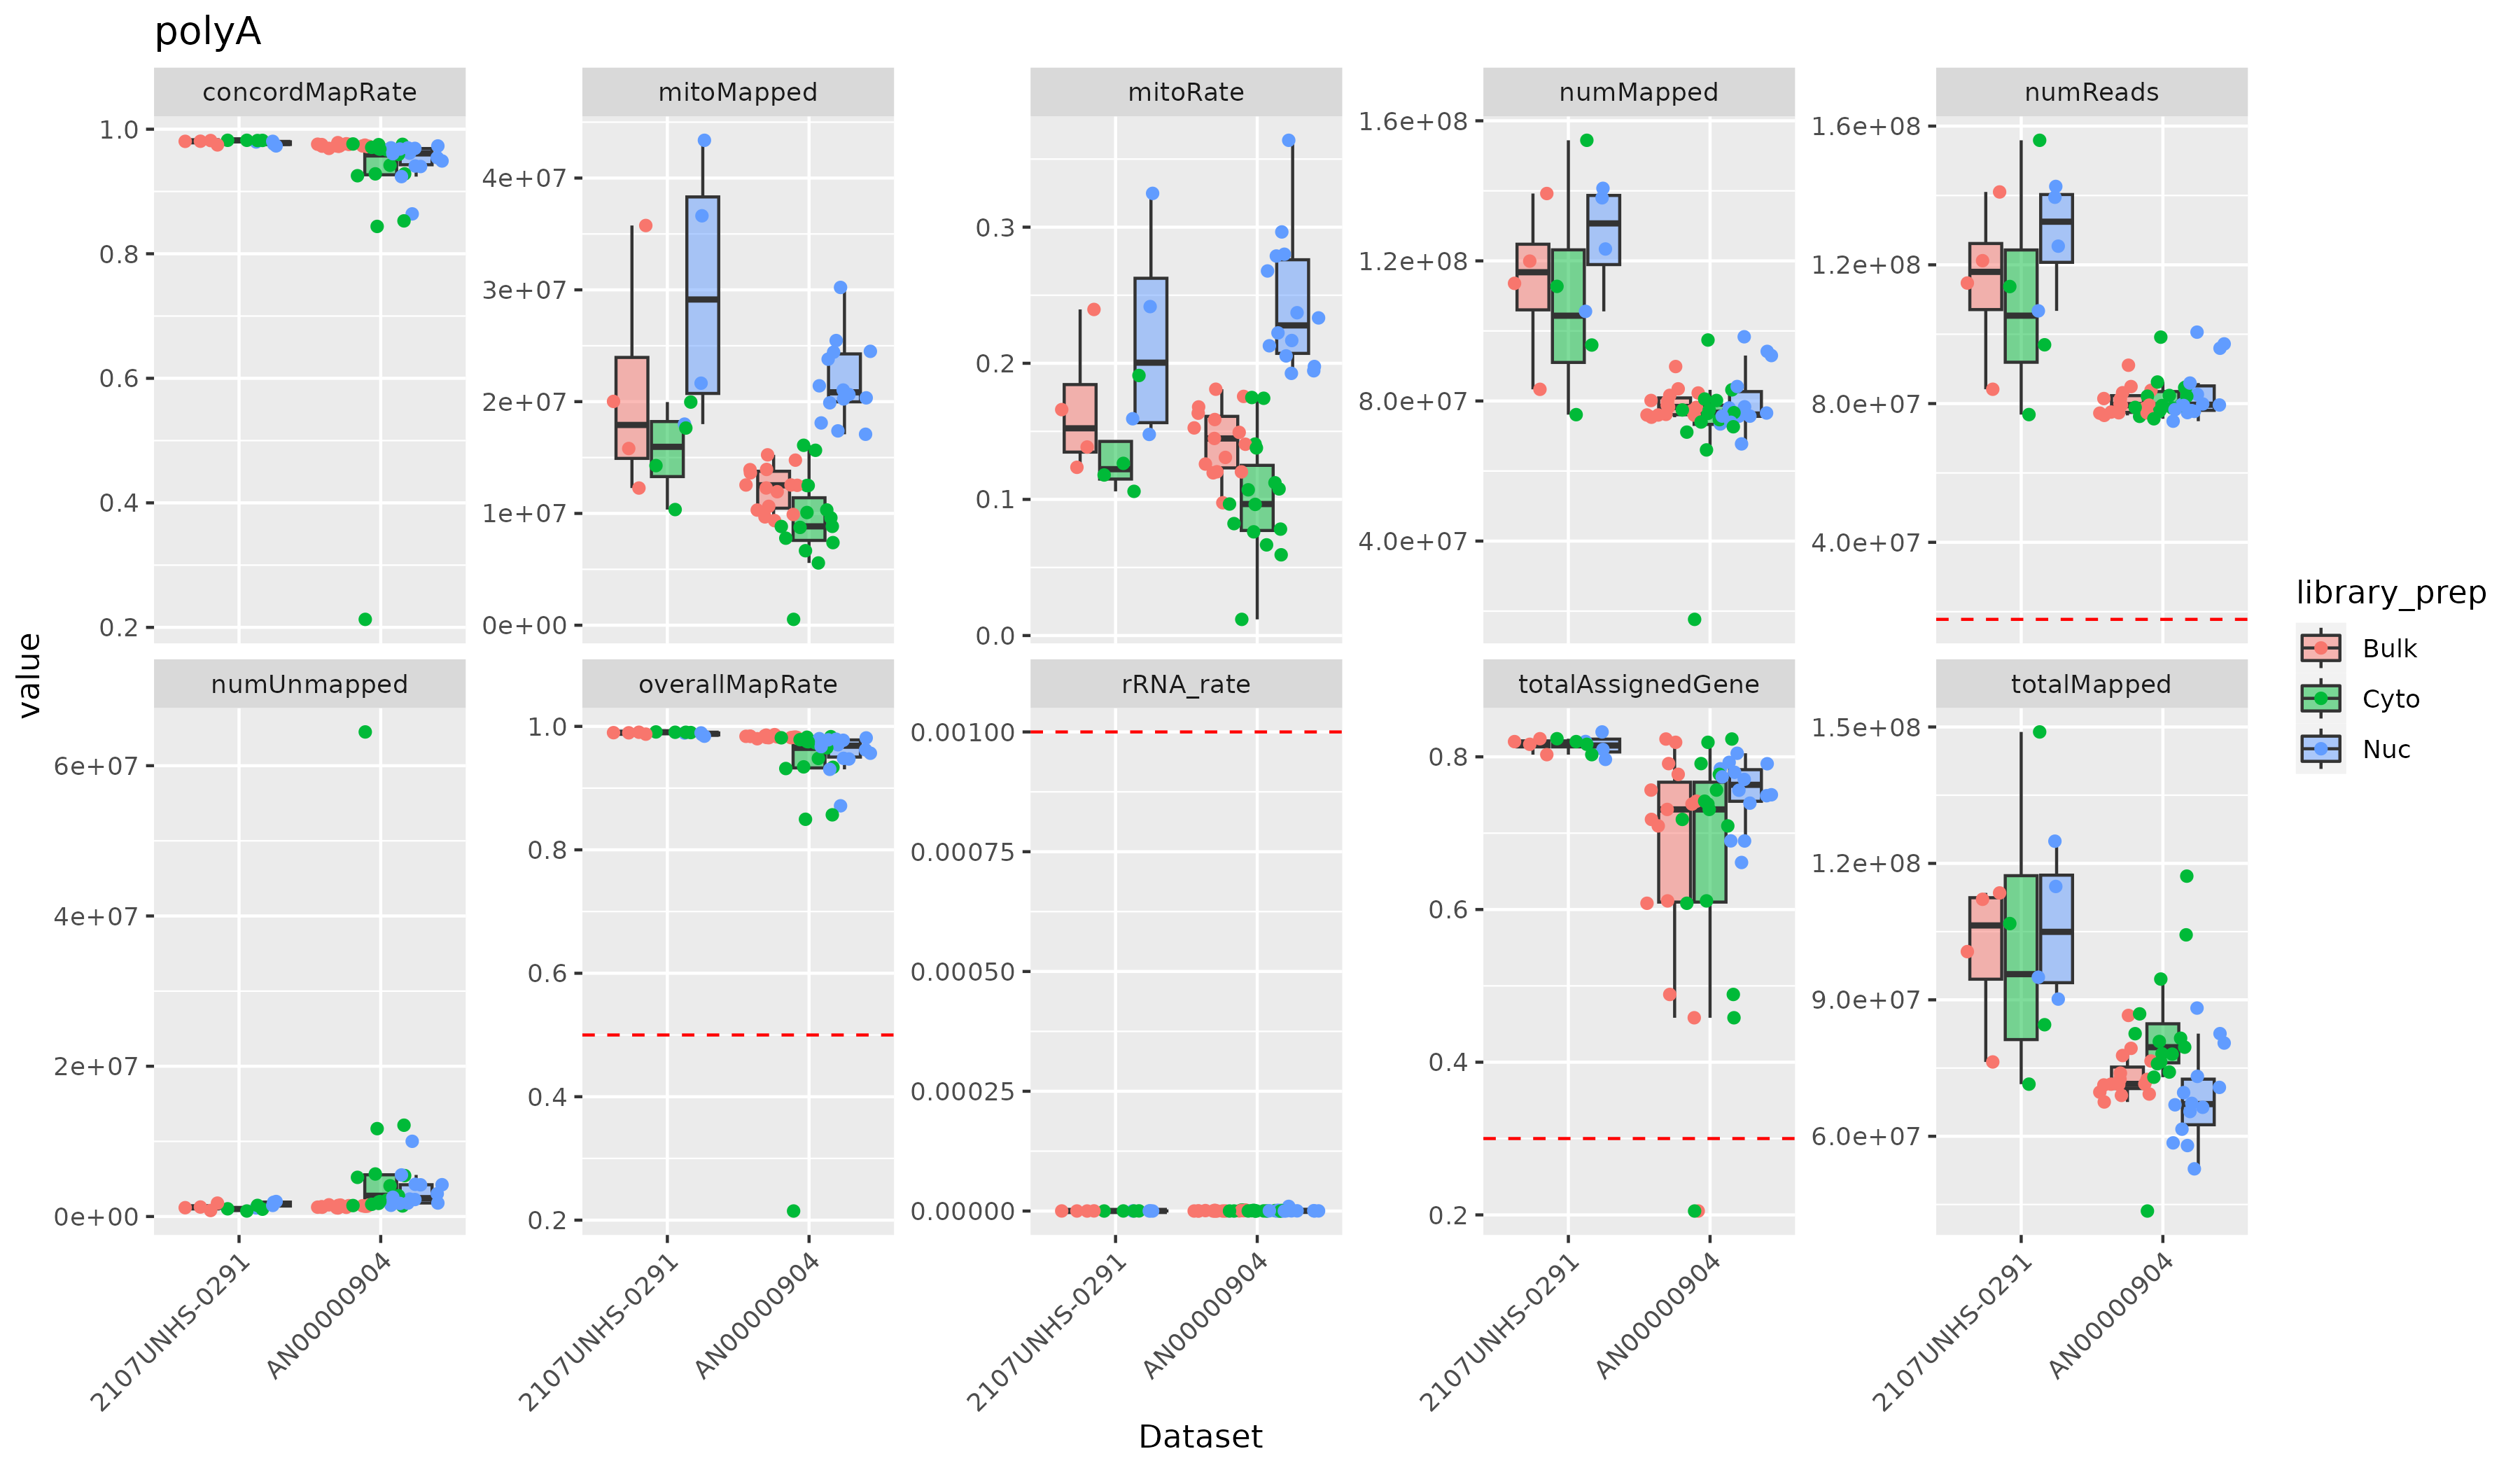 polyA
concordMapRate
mitoMapped
mitoRate
numMapped
numReads
1.0
0.8
0.6
0.4
0.2
4e+07
3e+07
2e+07
1e+07
0e+00
0.3
0.2
0.1
0.0
1.6e+08
1.2e+08
8.0e+07
4.0e+07
1.6e+08
1.2e+08
8.0e+07
4.0e+07
value
numUnmapped
overallMapRate
rRNA_rate
totalAssignedGene
totalMapped
6e+07
4e+07
2e+07
0e+00
1.0
0.8
0.6
0.4
0.2
0.00100
0.00075
0.00050
0.00025
0.00000
0.8
0.6
0.4
0.2
1.5e+08
1.2e+08
9.0e+07
6.0e+07
2107UNHS-0291
AN00000904
2107UNHS-0291
AN00000904
2107UNHS-0291
AN00000904
2107UNHS-0291
AN00000904
2107UNHS-0291
AN00000904
Dataset
library_prep
Bulk
Cyto
Nuc